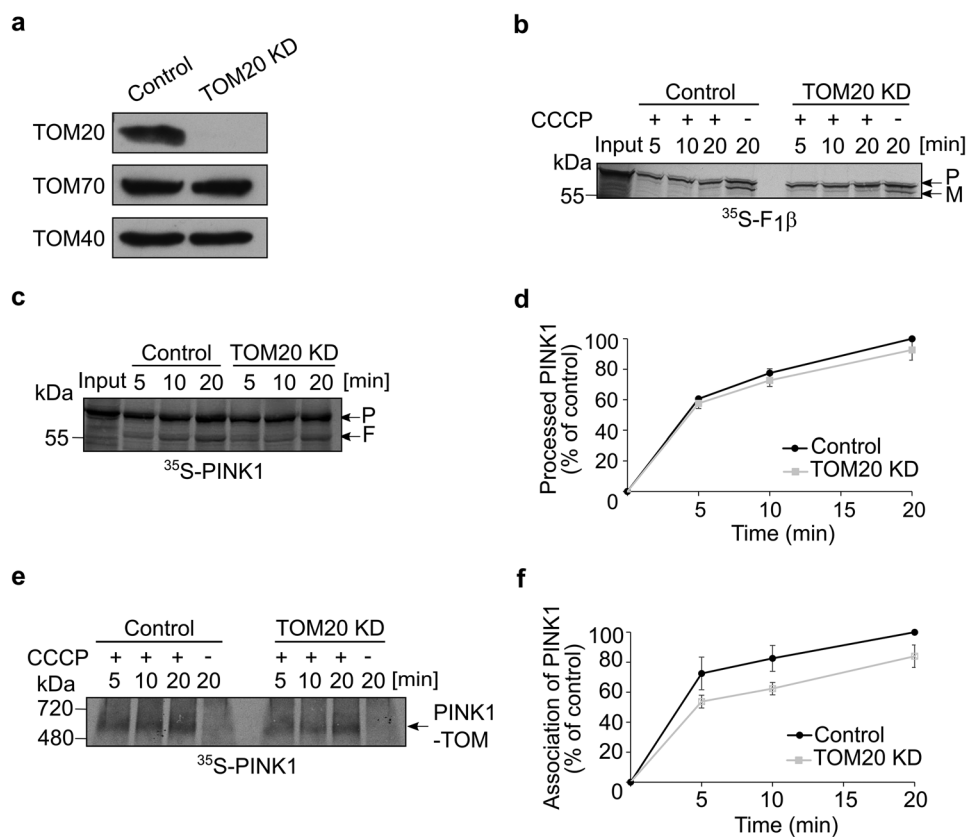 a
Control
TOM20 KD
TOM20
TOM70
TOM40
b
Control TOM20 KD
CCCP + + + - + + + -
Input 5 10 20 20 5 10 20 20 [min]
kDa
P
55 M
35S-F1β
c
Control TOM20 KD
Input 5 10 20 5 10 20 [min]
kDa
P
55 F
35S-PINK1
d
Processed PINK1
(% of control)
100
80
60
40
20
0
5 10 15 20
Time (min)
Control
TOM20 KD
e
Control TOM20 KD
CCCP + + + - + + + -
kDa 5 10 20 20 5 10 20 20 [min]
720
480
PINK1
-TOM
35S-PINK1
f
Association of PINK1
(% of control)
100
80
60
40
20
0
5 10 15 20
Time (min)
Control
TOM20 KD